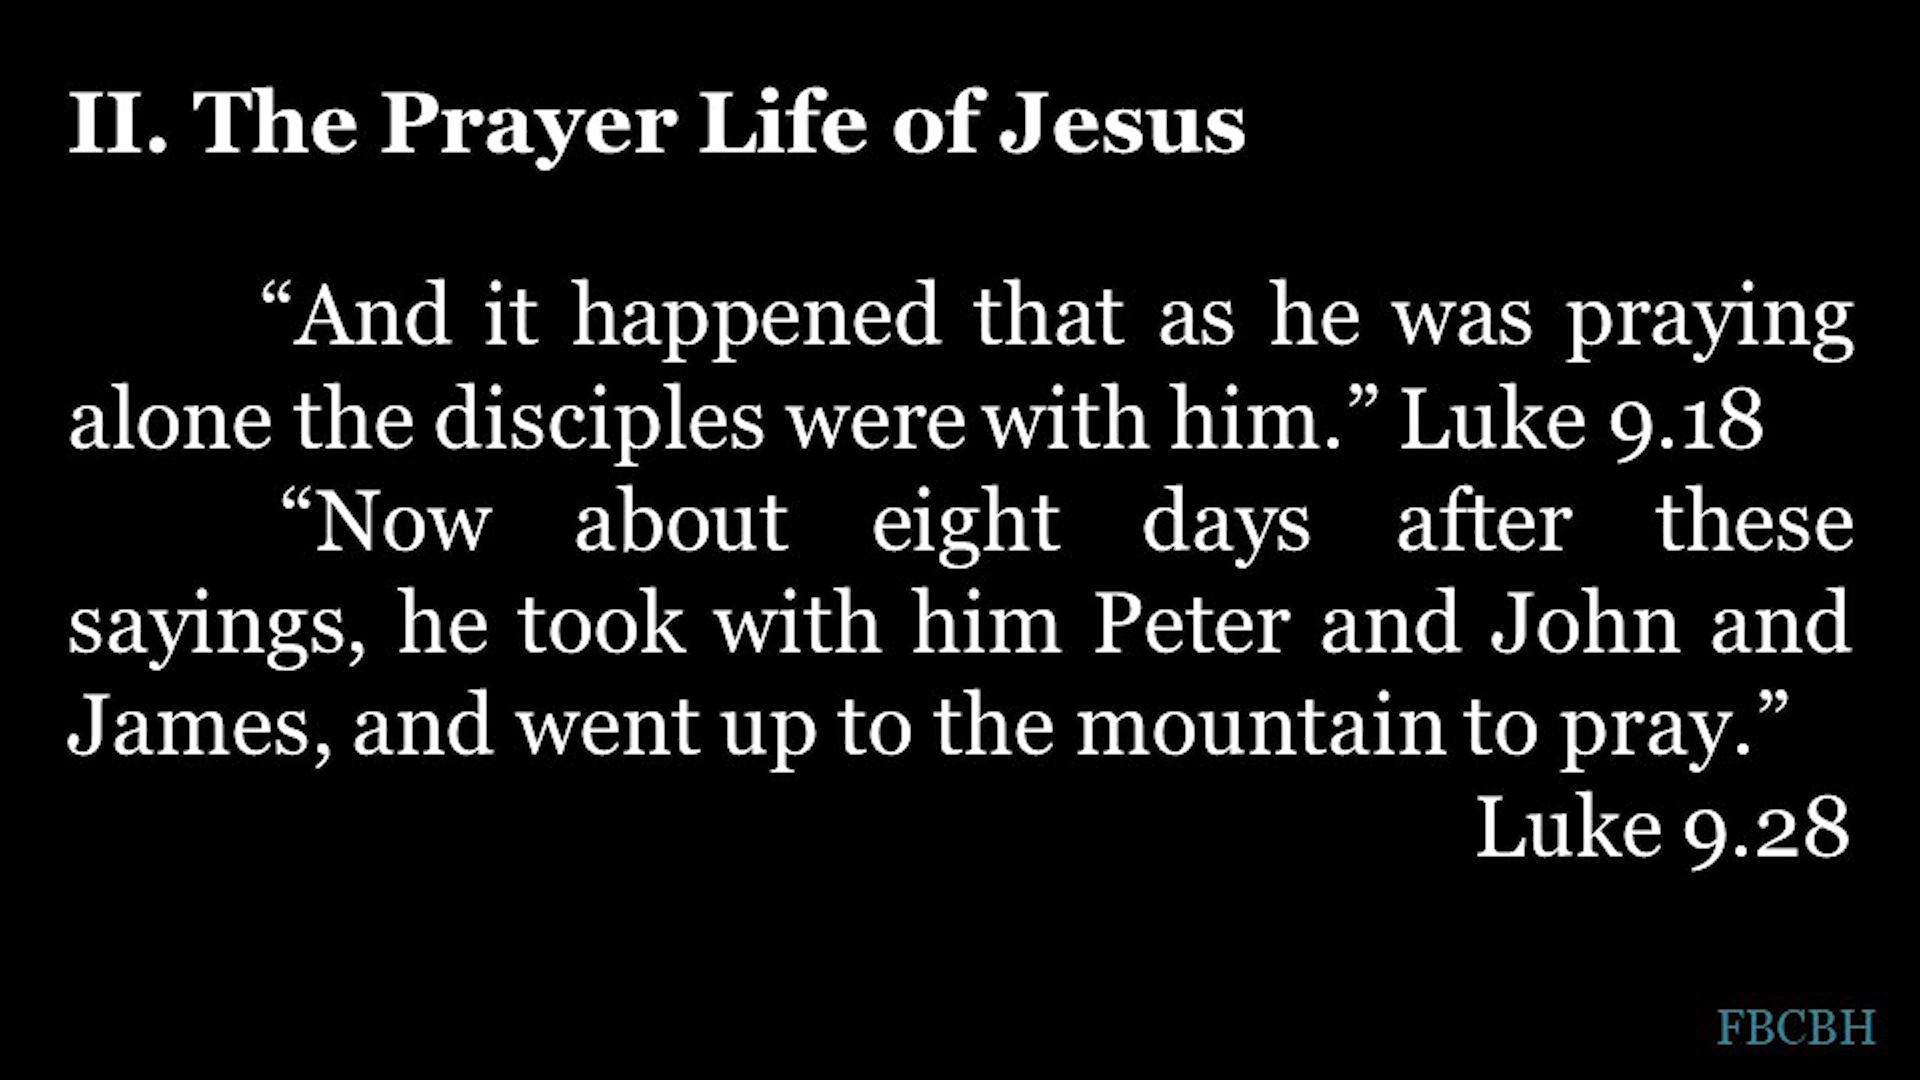 II. The Prayer Life of Jesus
“And it happened that as he was praying
alone the disciples were with him.” Luke 9.18
“Now about eight days after these
sayings, he took with him Peter and John and
James, and went up to the mountain to pray.”
Luke 9.28
FBCBH